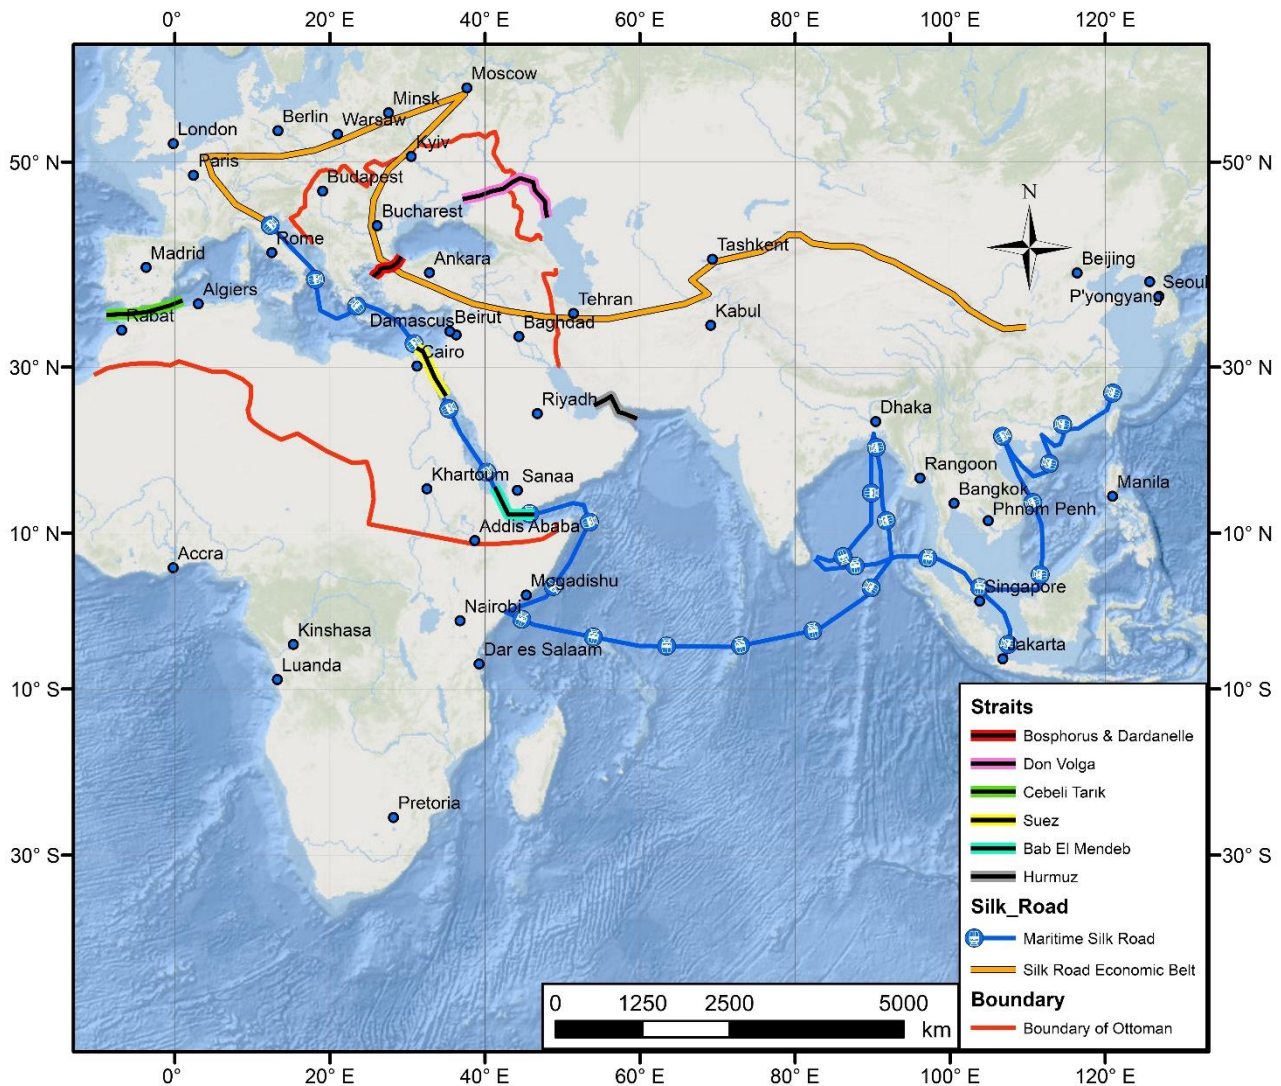 0° 20° E 40° E 60° E 80° E 100° E 120° E
Moscow
Minsk
Berlin
Warsaw
London
Kyiv
50° N
50° N
Paris
Budapest
N
Bucharest
Rome
Madrid
Ankara
Tashkent
Beijing
Seoul
Algiers
Tehran
P'yongyang
Rabat
Damascus
Beirut
Baghdad
Kabul
Cairo
30° N
30° N
Riyadh
Dhaka
Khartoum
Sanaa
Rangoon
Bangkok
Manila
Phnom Penh
10° N
Addis Ababa
10° N
Accra
Mogadishu
Singapore
Nairobi
Kinshasa
Dar es Salaam
Jakarta
Luanda
10° S
10° S
Straits
Bosphorus & Dardanelle
Don Volga
Cebeli Tarık
Pretoria
Suez
Bab El Mendeb
30° S
30° S
Hurmuz
Silk_Road
Maritime Silk Road
Silk Road Economic Belt
Boundary
Boundary of Ottoman
0 1250 2500 5000
km
0° 20° E 40° E 60° E 80° E 100° E 120° E